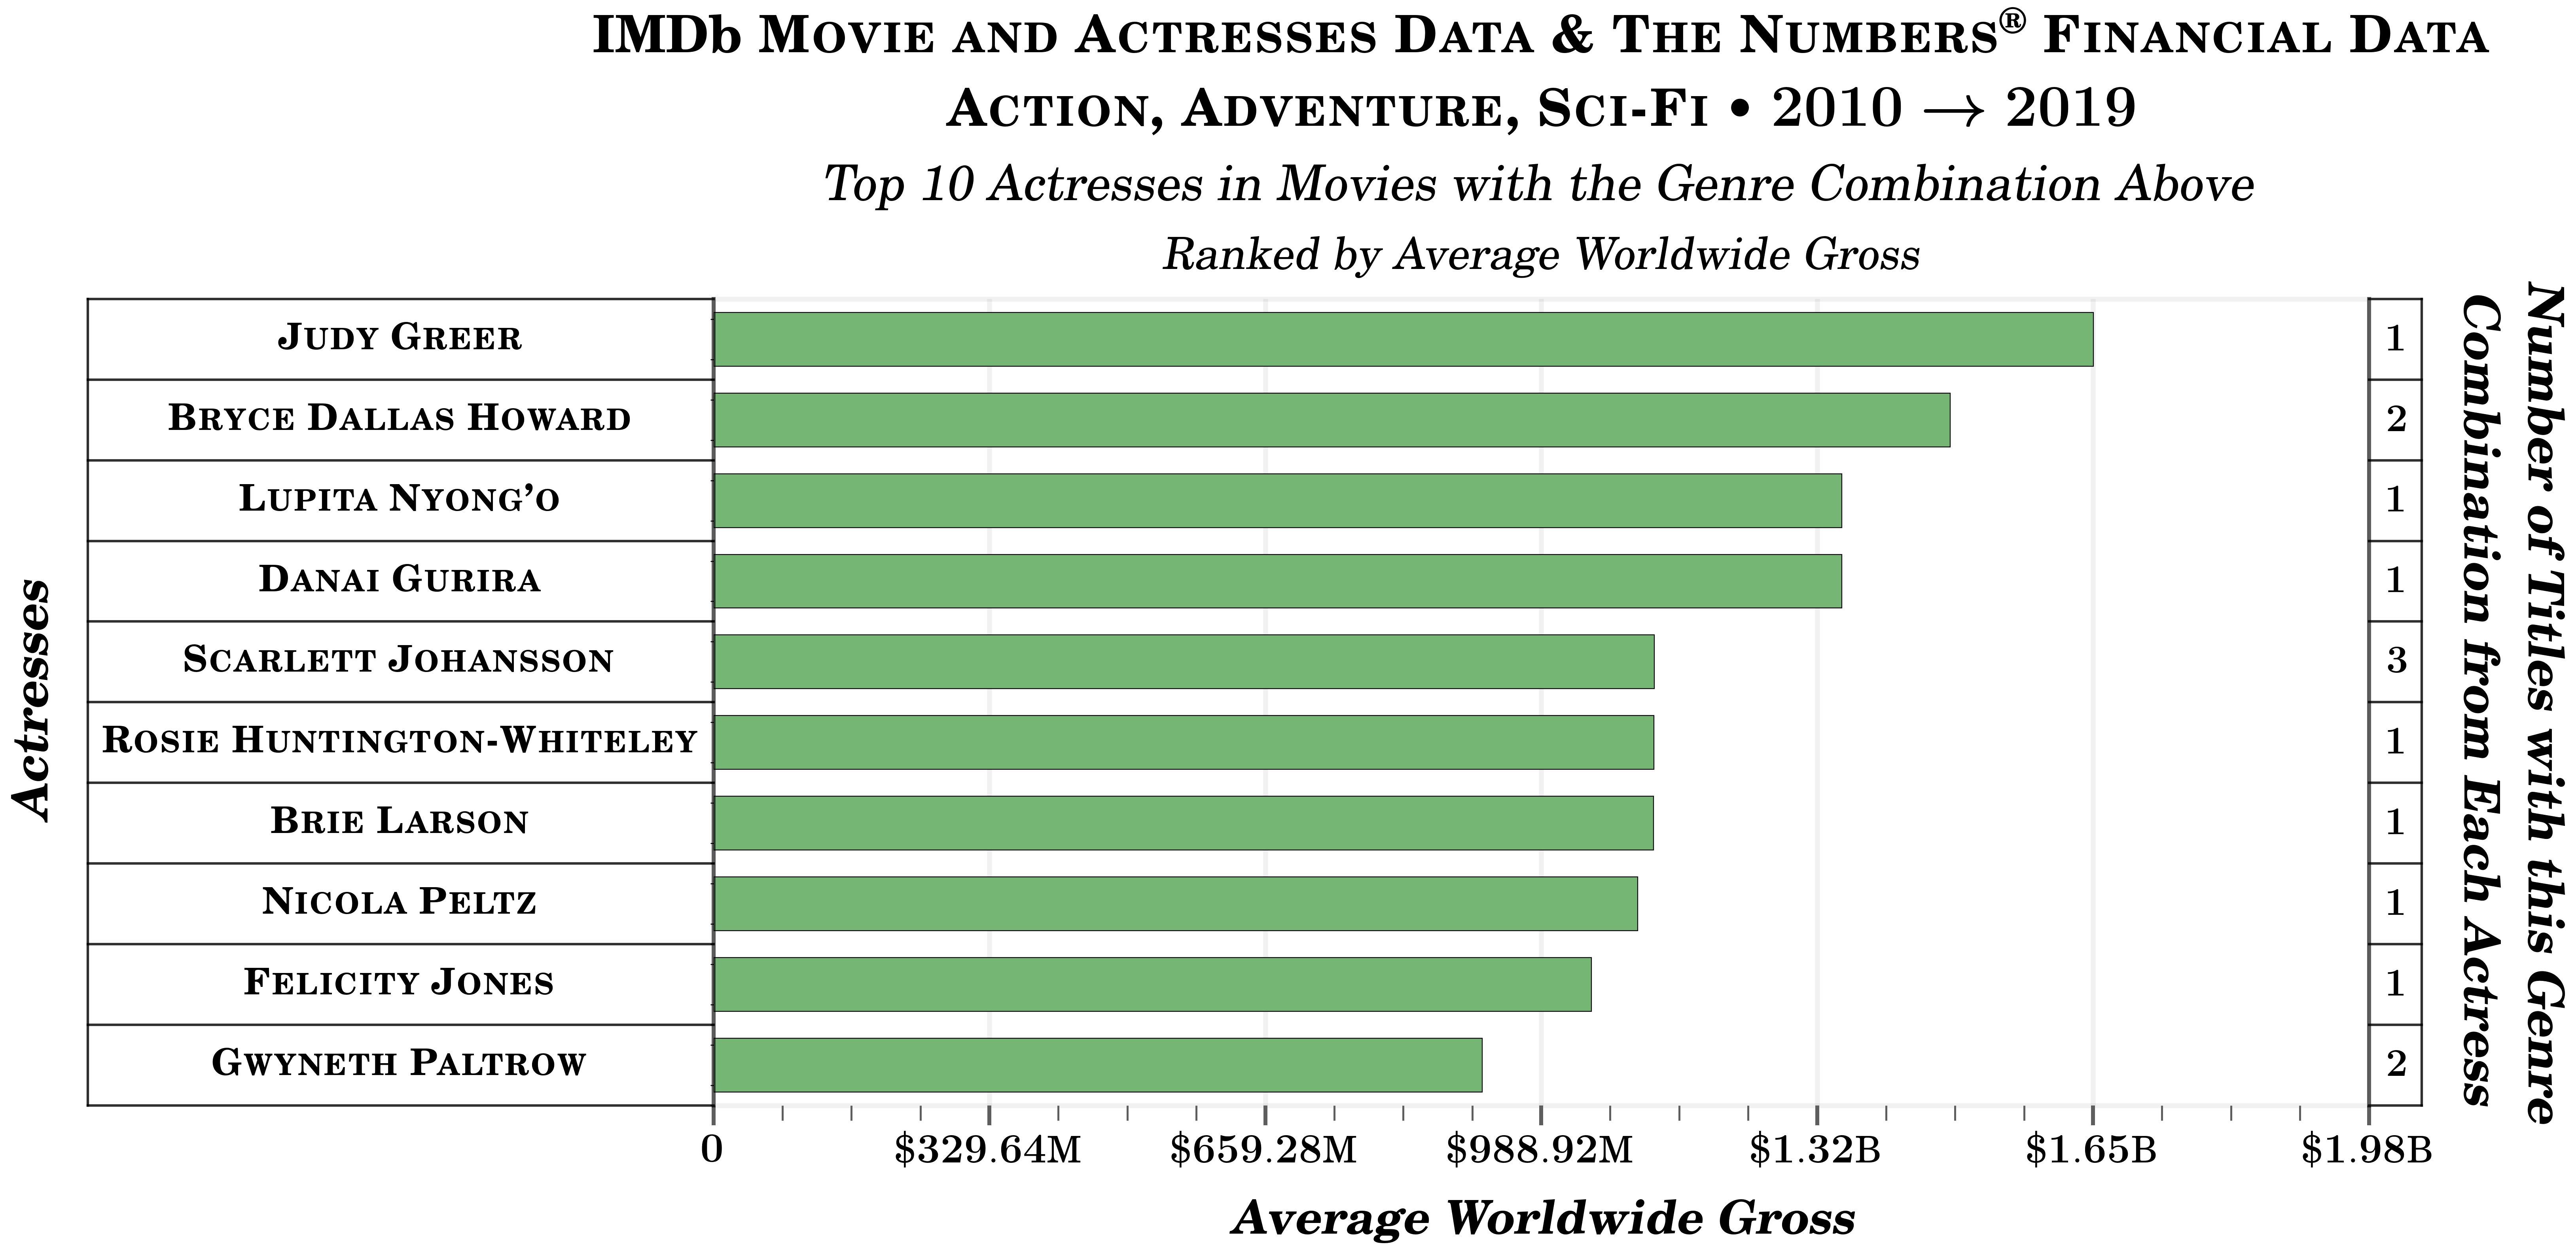 IMDb Movie and Actresses Data & The Numbers® Financial Data
Action, Adventure, Sci-Fi • 2010 → 2019
Top 10 Actresses in Movies with the Genre Combination Above
Ranked by Average Worldwide Gross
Actresses
Judy Greer
1
Bryce Dallas Howard
2
Lupita Nyong’o
1
Danai Gurira
1
Scarlett Johansson
3
Rosie Huntington-Whiteley
1
Brie Larson
1
Nicola Peltz
1
Felicity Jones
1
Gwyneth Paltrow
2
Number of Titles with this Genre
Combination from Each Actress
0 $329.64M $659.28M $988.92M $1.32B $1.65B $1.98B
Average Worldwide Gross